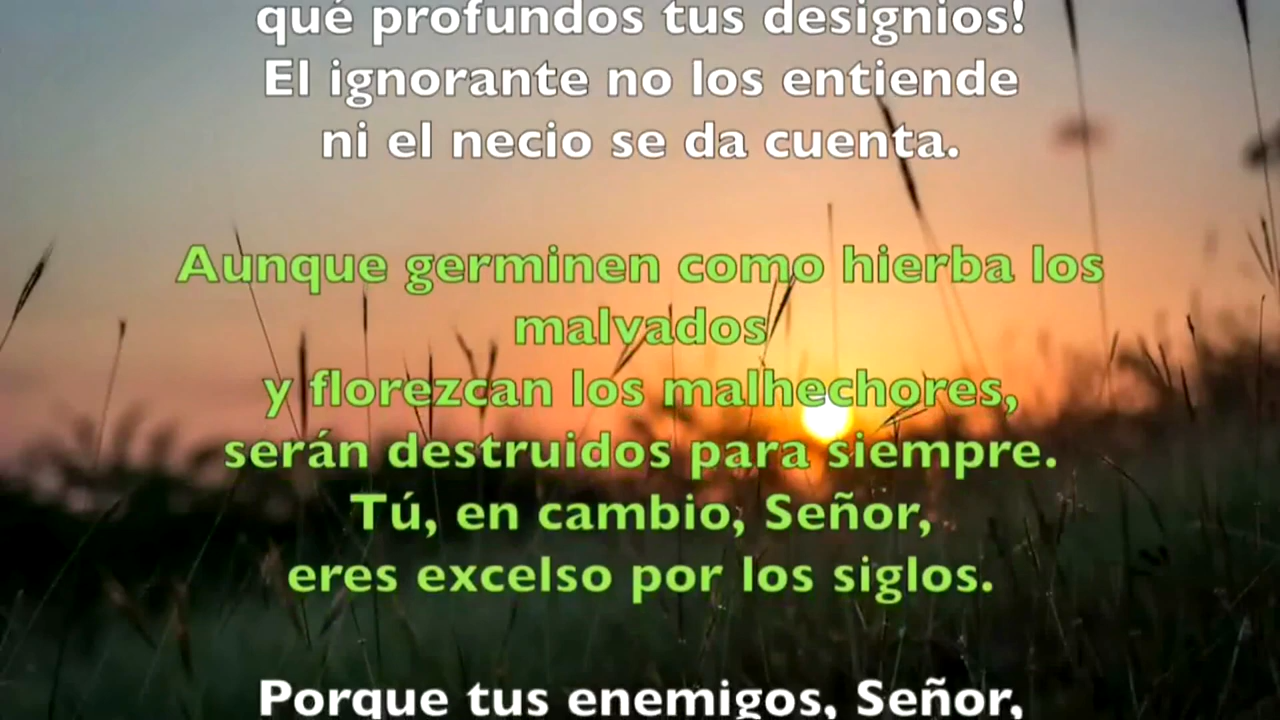 qué profundos tus designios!
El ignorante no los entiende
ni el necio se da cuenta.
Aunque germinen como hierba los
malvados
y florezcan los malhechores,
serán destruidos para siempre.
Tú, en cambio, Señor,
eres excelso por los siglos.
Porque tus enemigos, Señor,